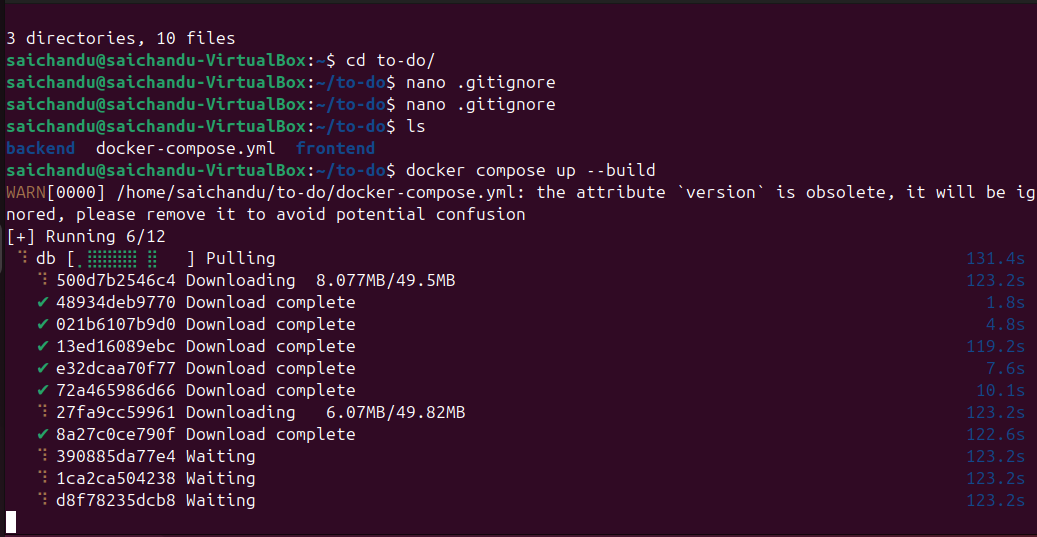 3 directories, 10 files
saichandu@saichandu-VirtualBox:~$ cd to-do/
saichandu@saichandu-VirtualBox:~/to-do$ nano .gitignore
saichandu@saichandu-VirtualBox:~/to-do$ nano .gitignore
saichandu@saichandu-VirtualBox:~/to-do$ ls
backend  docker-compose.yml  frontend
saichandu@saichandu-VirtualBox:~/to-do$ docker compose up --build
WARN[0000] /home/saichandu/to-do/docker-compose.yml: the attribute `version` is obsolete, it will be ig
nored, please remove it to avoid potential confusion
[+] Running 6/12
⠹ db [⡀⣿⣿⣿⣿⣿ ⣿   ] Pulling 131.4s
⠹ 500d7b2546c4 Downloading  8.077MB/49.5MB 123.2s
✔ 48934deb9770 Download complete 1.8s
✔ 021b6107b9d0 Download complete 4.8s
✔ 13ed16089ebc Download complete 119.2s
✔ e32dcaa70f77 Download complete 7.6s
✔ 72a465986d66 Download complete 10.1s
⠹ 27fa9cc59961 Downloading   6.07MB/49.82MB 123.2s
✔ 8a27c0ce790f Download complete 122.6s
⠹ 390885da77e4 Waiting 123.2s
⠹ 1ca2ca504238 Waiting 123.2s
⠹ d8f78235dcb8 Waiting 123.2s